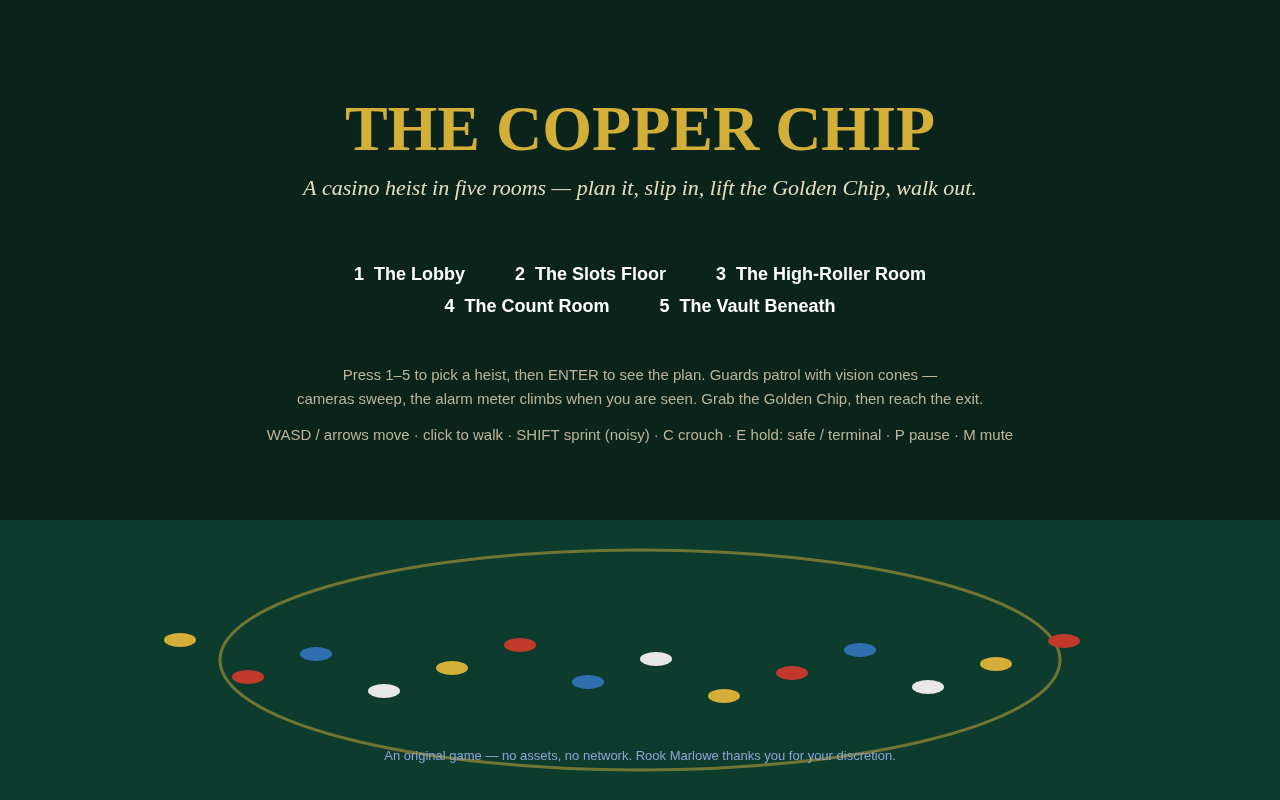 THE COPPER CHIP
A casino heist in five rooms — plan it, slip in, lift the Golden Chip, walk out.
1 The Lobby 2 The Slots Floor 3 The High-Roller Room
4 The Count Room 5 The Vault Beneath
Press 1–5 to pick a heist, then ENTER to see the plan. Guards patrol with vision cones —
cameras sweep, the alarm meter climbs when you are seen. Grab the Golden Chip, then reach the exit.
WASD / arrows move · click to walk · SHIFT sprint (noisy) · C crouch · E hold: safe / terminal · P pause · M mute
An original game — no assets, no network. Rook Marlowe thanks you for your discretion.